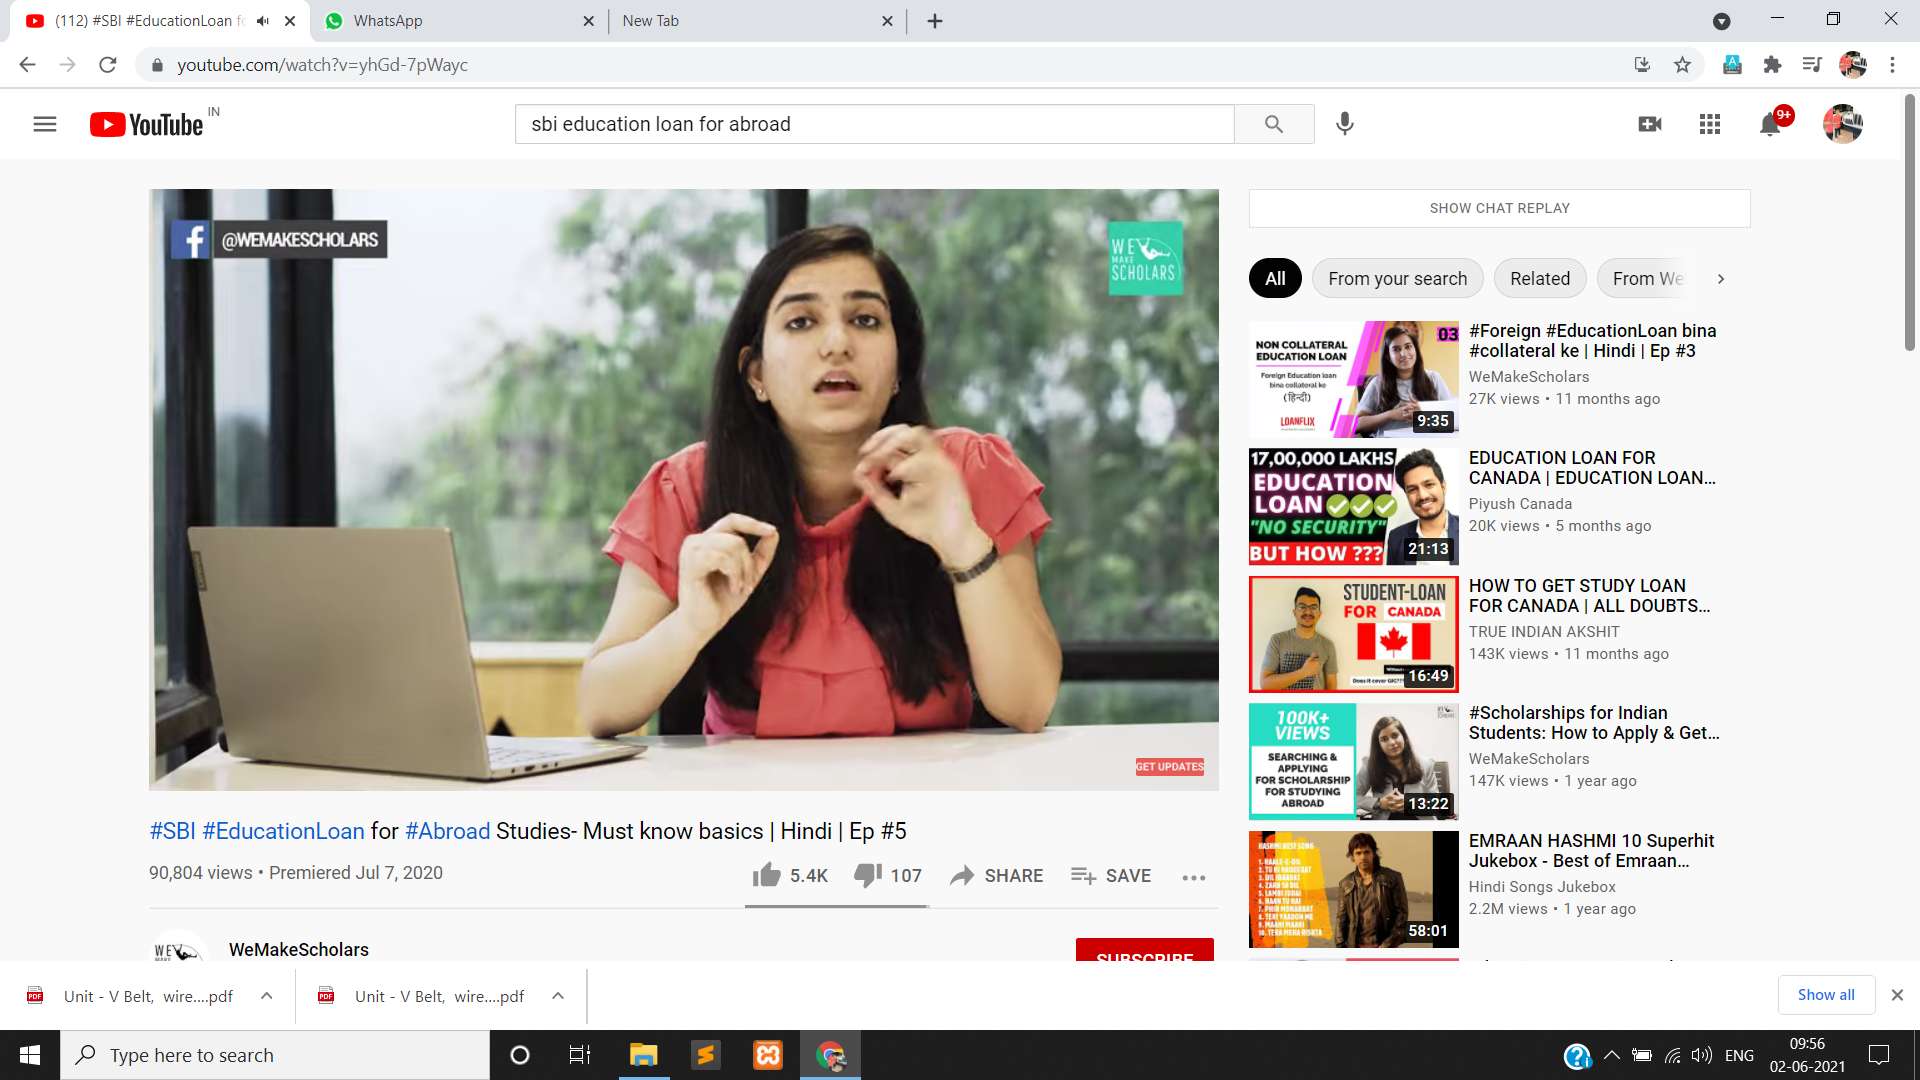 (112) #SBI #EducationLoan fo
WhatsApp
New Tab
youtube.com/watch?v=yhGd-7pWayc
YouTube IN
sbi education loan for abroad
9+
@WEMAKESCHOLARS
WE
MAKE
SCHOLARS
GET UPDATES
#SBI #EducationLoan for #Abroad Studies- Must know basics | Hindi | Ep #5
90,804 views • Premiered Jul 7, 2020
5.4K
107
SHARE
SAVE
WE
MAKE
WeMakeScholars
SUBSCRIBE
SHOW CHAT REPLAY
All
From your search
Related
From We
NON COLLATERAL
EDUCATION LOAN
Foreign Education loan
bina collateral ke
(हिन्दी)
LOANFLIX
03
9:35
#Foreign #EducationLoan bina
#collateral ke | Hindi | Ep #3
WeMakeScholars
27K views • 11 months ago
17,00,000 LAKHS
EDUCATION
LOAN
"NO SECURITY"
BUT HOW ???
21:13
EDUCATION LOAN FOR
CANADA | EDUCATION LOAN...
Piyush Canada
20K views • 5 months ago
STUDENT-LOAN
FOR CANADA
Does it cover GIC??
16:49
HOW TO GET STUDY LOAN
FOR CANADA | ALL DOUBTS...
TRUE INDIAN AKSHIT
143K views • 11 months ago
100K+
VIEWS
SEARCHING &
APPLYING
FOR SCHOLARSHIP
FOR STUDYING
ABROAD
13:22
#Scholarships for Indian
Students: How to Apply & Get...
WeMakeScholars
147K views • 1 year ago
HASHMI BEST SONG
58:01
EMRAAN HASHMI 10 Superhit
Jukebox - Best of Emraan...
Hindi Songs Jukebox
2.2M views • 1 year ago
Unit - V Belt, wire....pdf
Unit - V Belt, wire....pdf
Show all
Type here to search
ENG
09:56
02-06-2021